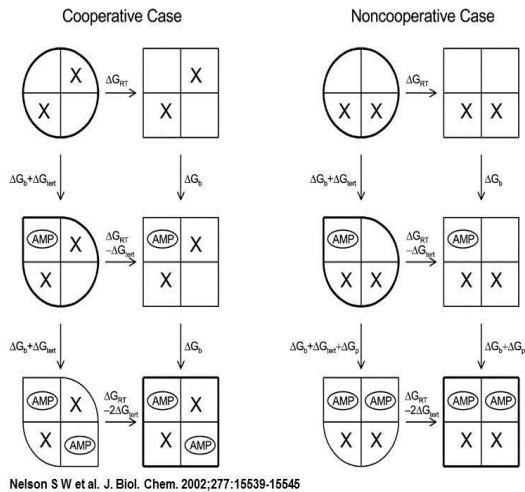 Cooperative Case
Noncooperative Case
X
ΔG_RT
X
X
ΔG_RT
X X
X X
ΔG_b+ΔG_tert
ΔG_b
ΔG_b+ΔG_tert
ΔG_b
AMP
X
ΔG_RT
−ΔG_tert
AMP
X
AMP
ΔG_RT
−ΔG_tert
AMP
X
X
X X
X X
ΔG_b+ΔG_tert
ΔG_b
ΔG_b+ΔG_tert+ΔG_p
ΔG_b+ΔG_p
AMP
X
ΔG_RT
−2ΔG_tert
AMP
X
AMP AMP
ΔG_RT
−2ΔG_tert
AMP AMP
X
AMP
X
AMP
X X
X X
Nelson S W et al. J. Biol. Chem. 2002;277:15539-15545